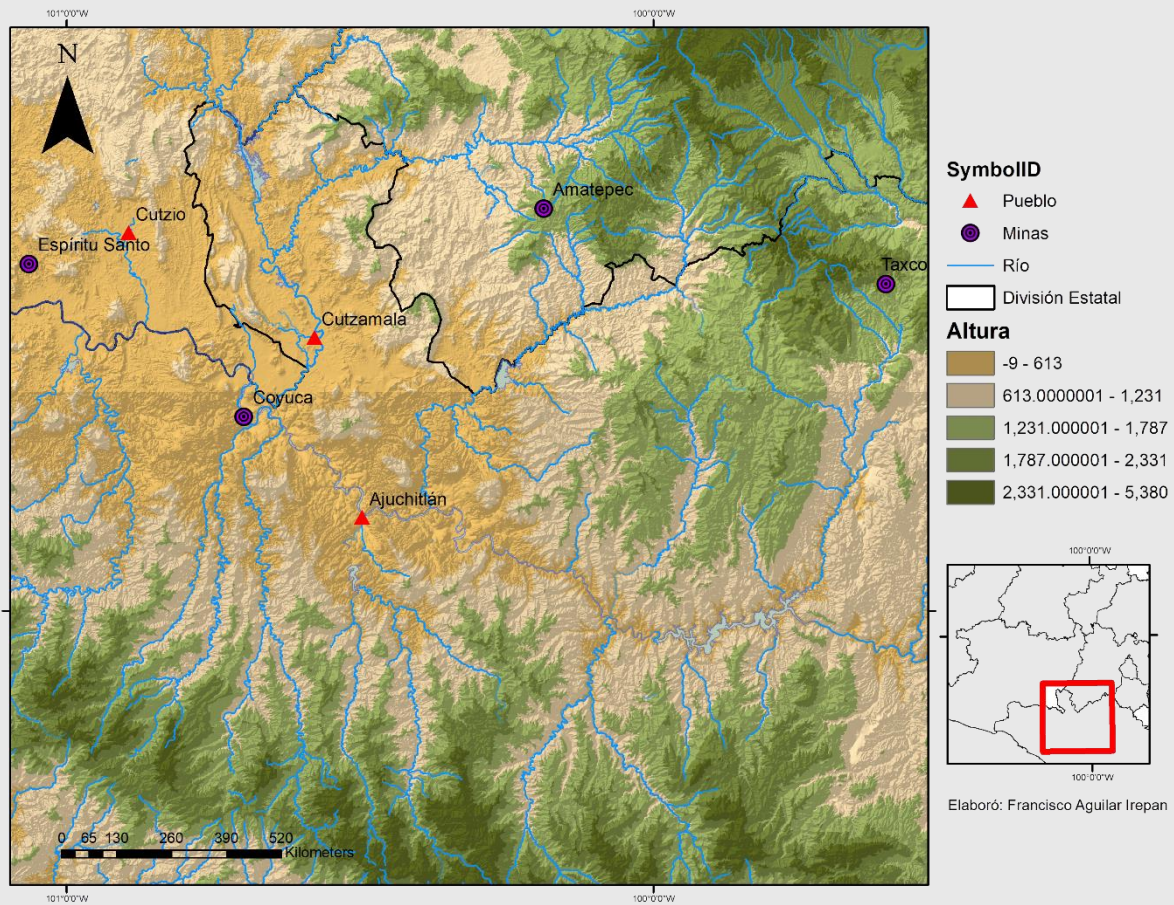 101°0'0"W
100°0'0"W
N
Amatepec
Cutzio
Espíritu Santo
Taxco
Cutzamala
Coyuca
Ajuchitlán
0 65 130 260 390 520
Kilometers
101°0'0"W
100°0'0"W
SymbolID
Pueblo
Minas
Río
División Estatal
Altura
-9 - 613
613.0000001 - 1,231
1,231.000001 - 1,787
1,787.000001 - 2,331
2,331.000001 - 5,380
100°0'0"W
100°0'0"W
Elaboró: Francisco Aguilar Irepan